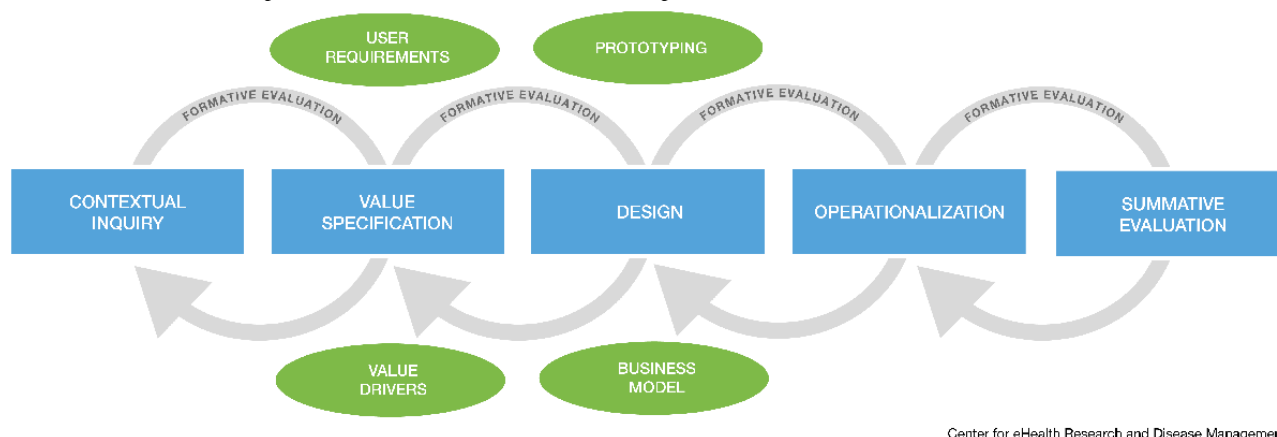 USER
REQUIREMENTS
PROTOTYPING
FORMATIVE EVALUATION
FORMATIVE EVALUATION
FORMATIVE EVALUATION
FORMATIVE EVALUATION
CONTEXTUAL
INQUIRY
VALUE
SPECIFICATION
DESIGN
OPERATIONALIZATION
SUMMATIVE
EVALUATION
VALUE
DRIVERS
BUSINESS
MODEL
Center for eHealth Research and Disease